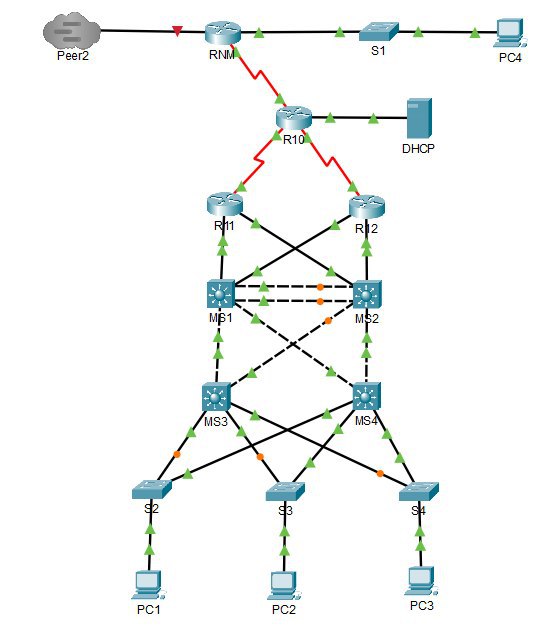 Peer2
RNM
S1
PC4
R10
DHCP
R11
R12
MS1
MS2
MS3
MS4
S2
S3
S4
PC1
PC2
PC3